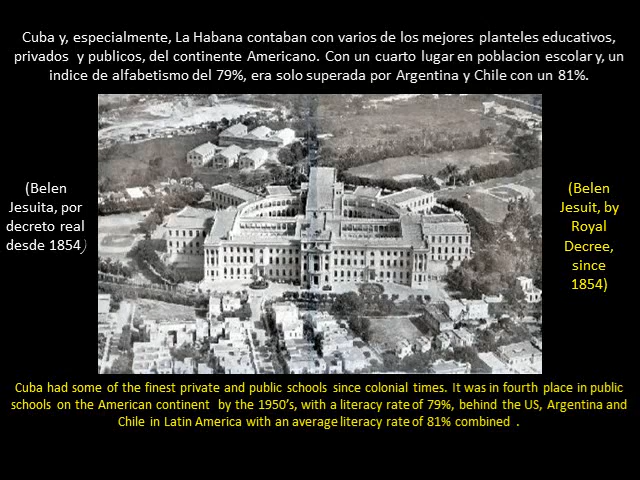 Cuba y, especialmente, La Habana contaban con varios de los mejores planteles educativos,
privados y publicos, del continente Americano. Con un cuarto lugar en poblacion escolar y, un
indice de alfabetismo del 79%, era solo superada por Argentina y Chile con un 81%.
(Belen
Jesuita, por
decreto real
desde 1854)
(Belen
Jesuit, by
Royal
Decree,
since
1854)
Cuba had some of the finest private and public schools since colonial times. It was in fourth place in public
schools on the American continent by the 1950's, with a literacy rate of 79%, behind the US, Argentina and
Chile in Latin America with an average literacy rate of 81% combined .